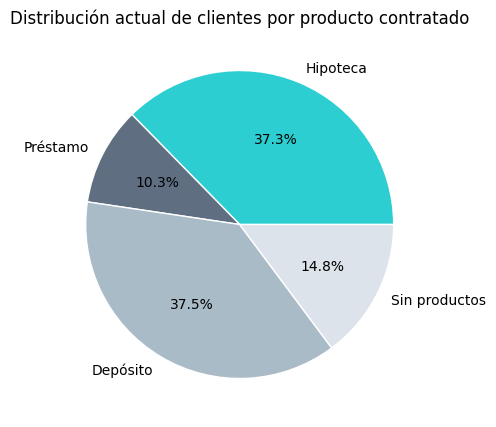 Distribución actual de clientes por producto contratado
Hipoteca
37.3%
Préstamo
10.3%
14.8%
Sin productos
37.5%
Depósito